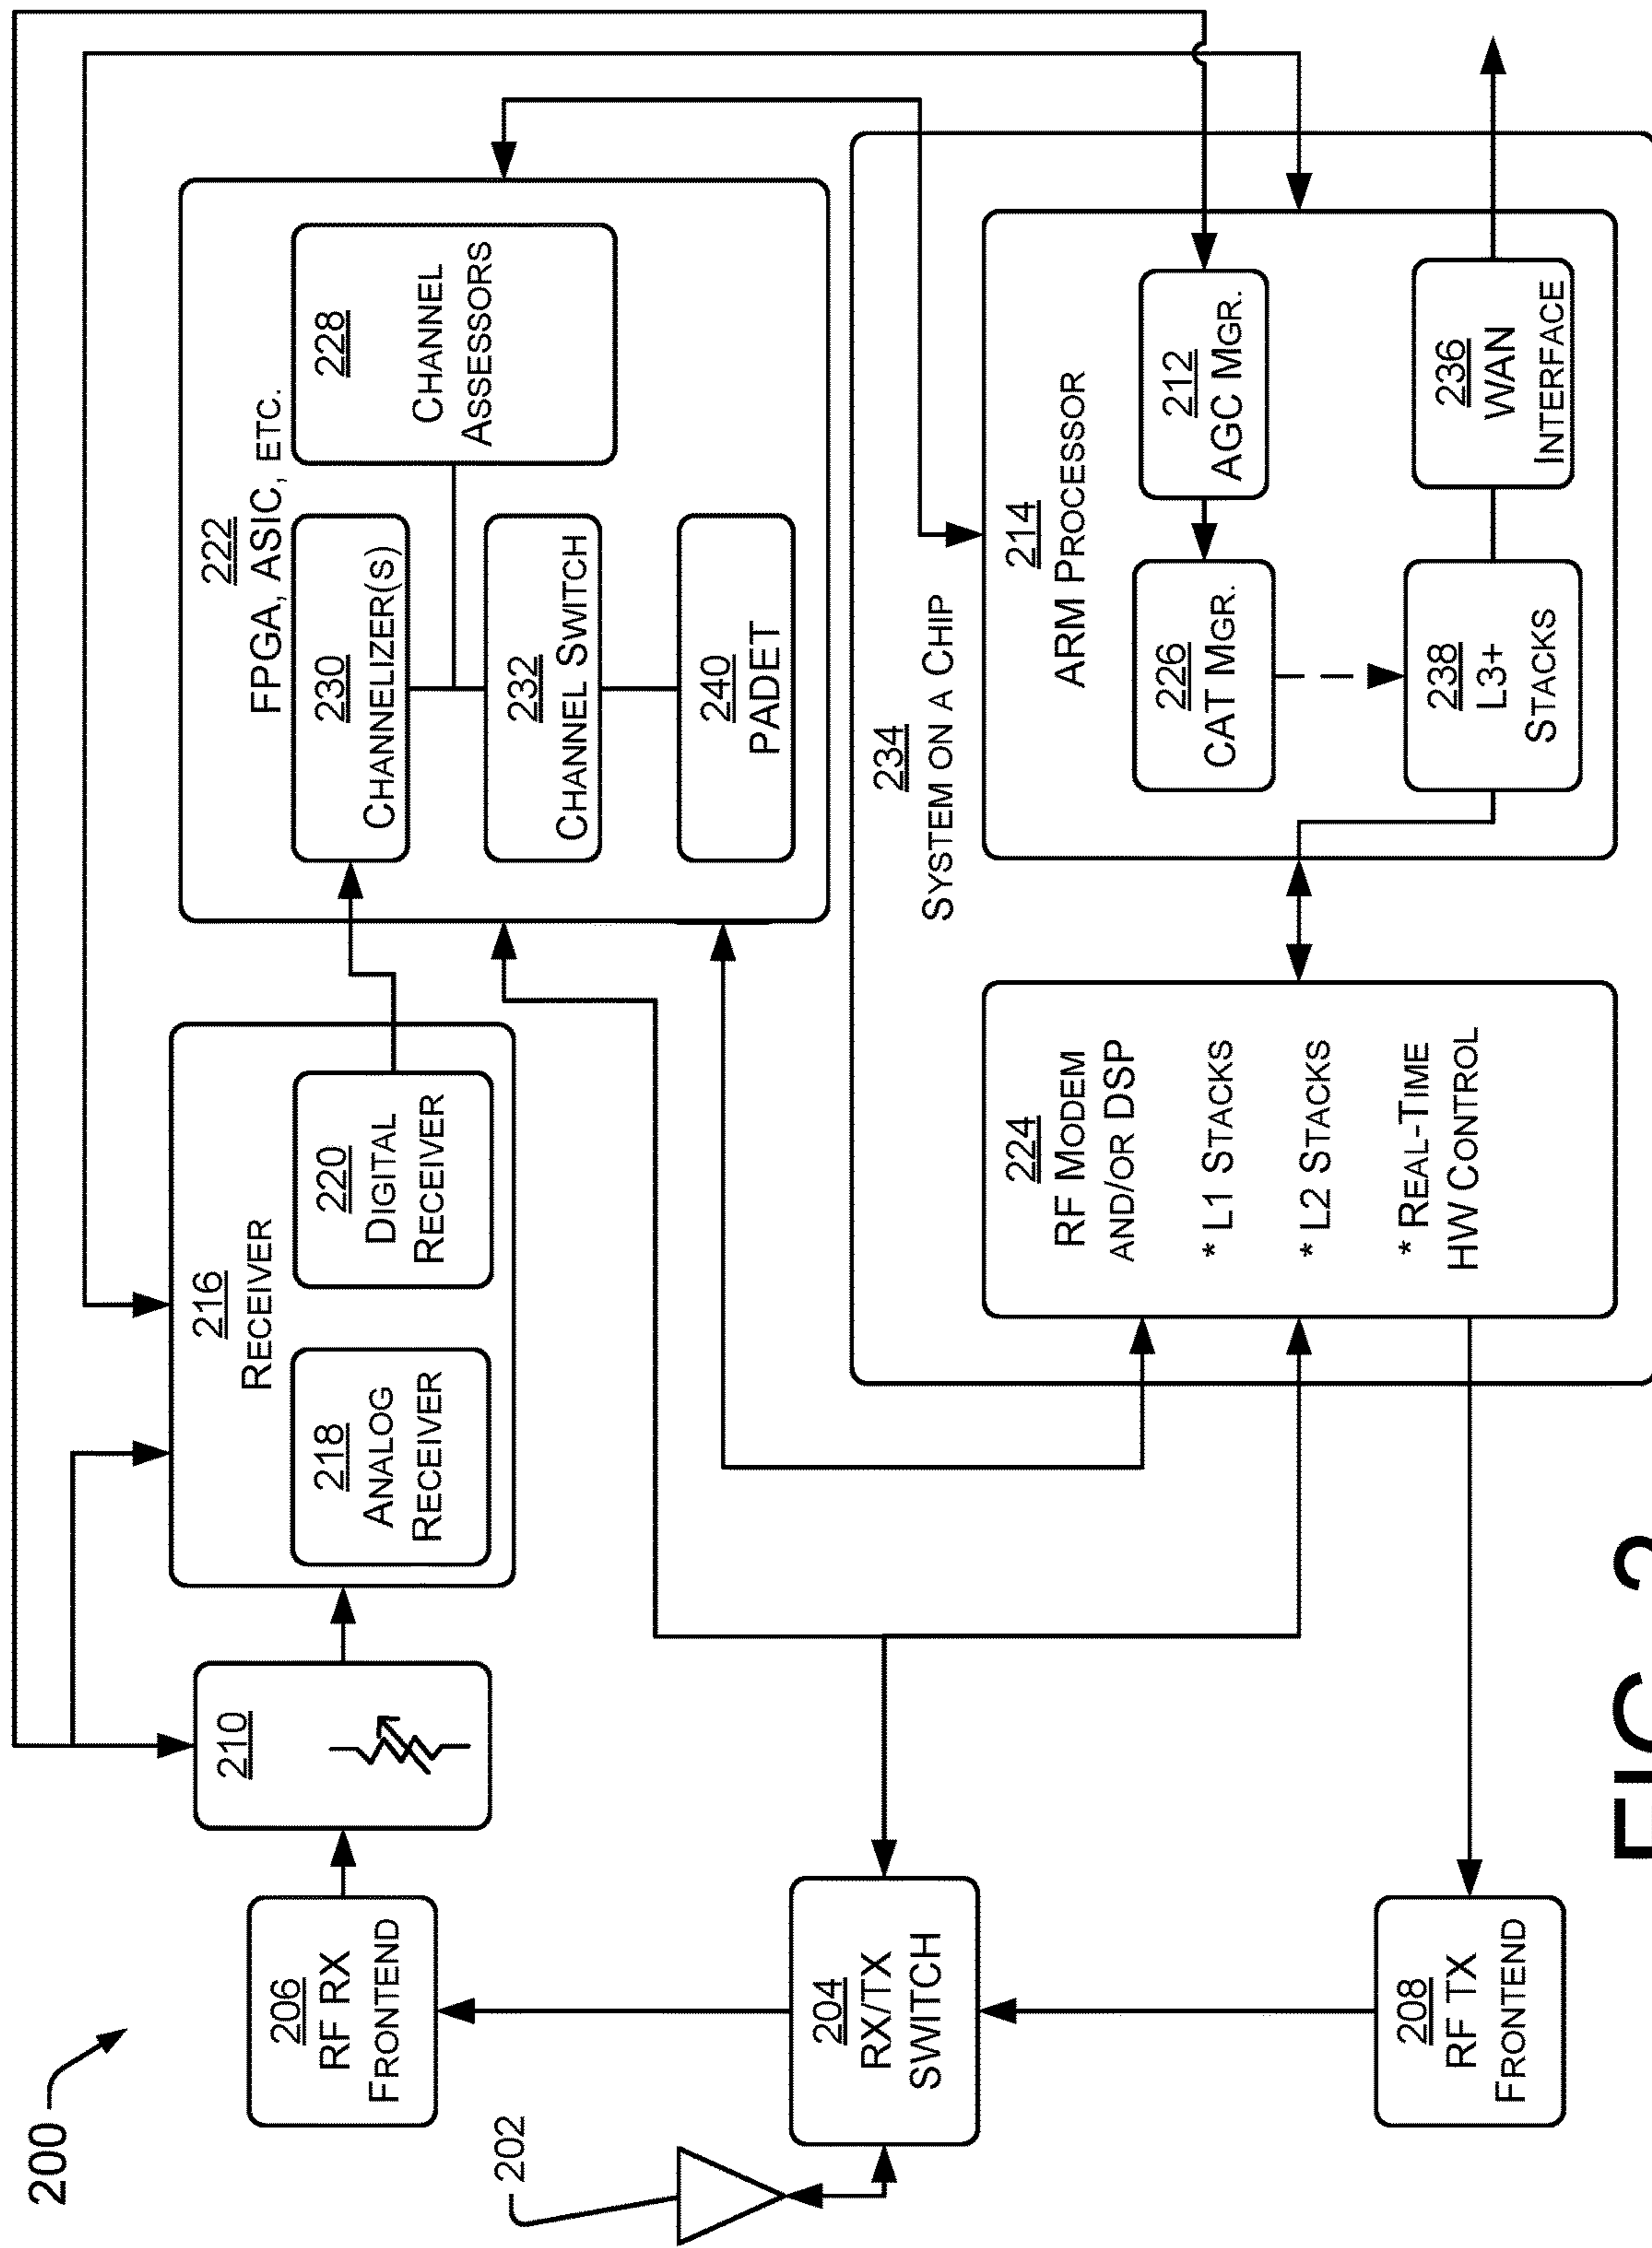 200
202
204
RX/TX
SWITCH
206
RF RX
FRONTEND
208
RF TX
FRONTEND
210
216
RECEIVER
218
ANALOG
RECEIVER
220
DIGITAL
RECEIVER
222
FPGA, ASIC, ETC.
230
CHANNELIZER(S)
228
CHANNEL
ASSESSORS
232
CHANNEL SWITCH
240
PADET
234
SYSTEM ON A CHIP
224
RF MODEM
AND/OR DSP
* L1 STACKS
* L2 STACKS
* REAL-TIME
HW CONTROL
214
ARM PROCESSOR
226
CAT MGR.
212
AGC MGR.
238
L3+
STACKS
236
WAN
INTERFACE